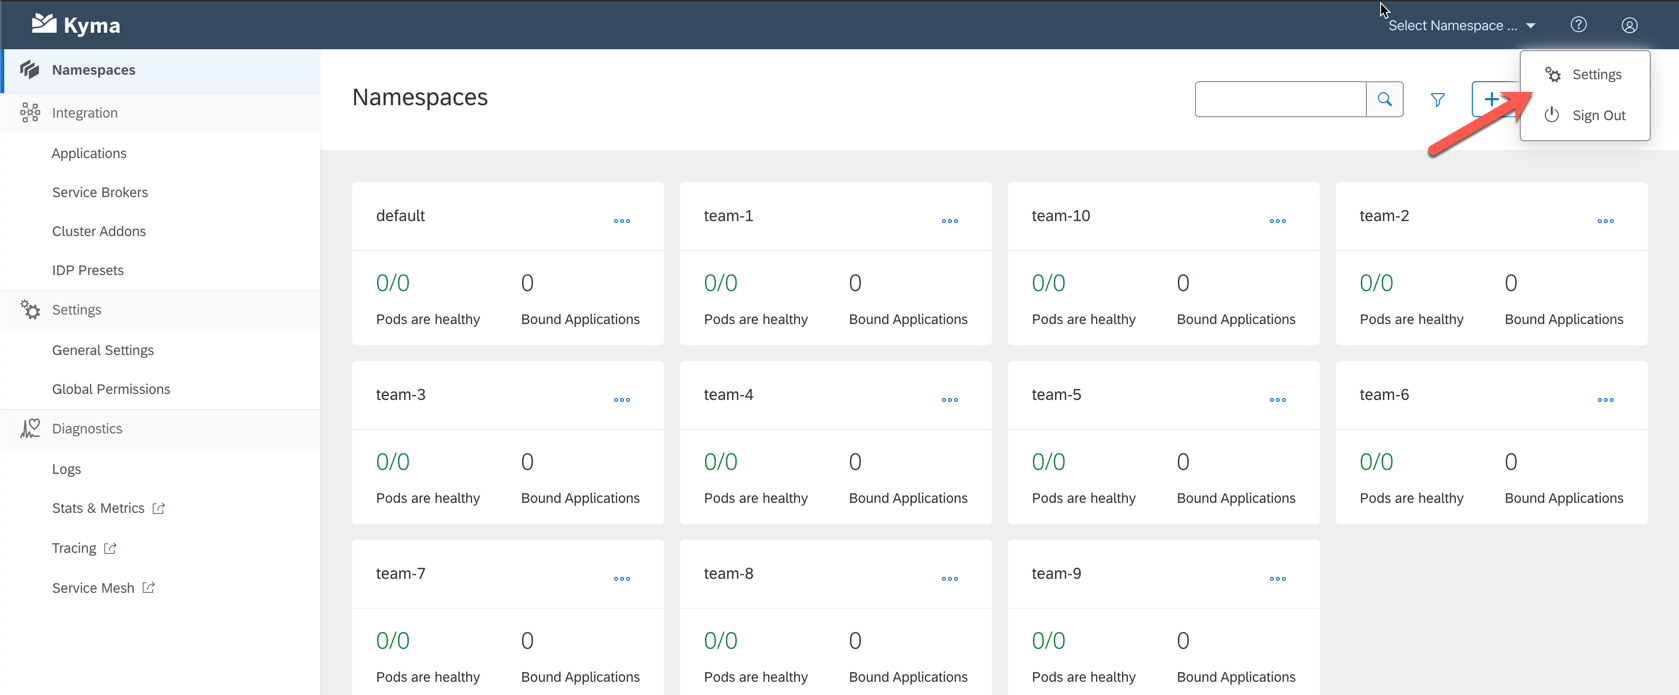 Kyma
Select Namespace ...
Settings
Sign Out
Namespaces
Integration
Applications
Service Brokers
Cluster Addons
IDP Presets
Settings
General Settings
Global Permissions
Diagnostics
Logs
Stats & Metrics
Tracing
Service Mesh
Namespaces
+
default team-1 team-10 team-2
0/0 0 0/0 0 0/0 0 0/0 0
Pods are healthy Bound Applications Pods are healthy Bound Applications Pods are healthy Bound Applications Pods are healthy Bound Applications
team-3 team-4 team-5 team-6
0/0 0 0/0 0 0/0 0 0/0 0
Pods are healthy Bound Applications Pods are healthy Bound Applications Pods are healthy Bound Applications Pods are healthy Bound Applications
team-7 team-8 team-9
0/0 0 0/0 0 0/0 0
Pods are healthy Bound Applications Pods are healthy Bound Applications Pods are healthy Bound Applications